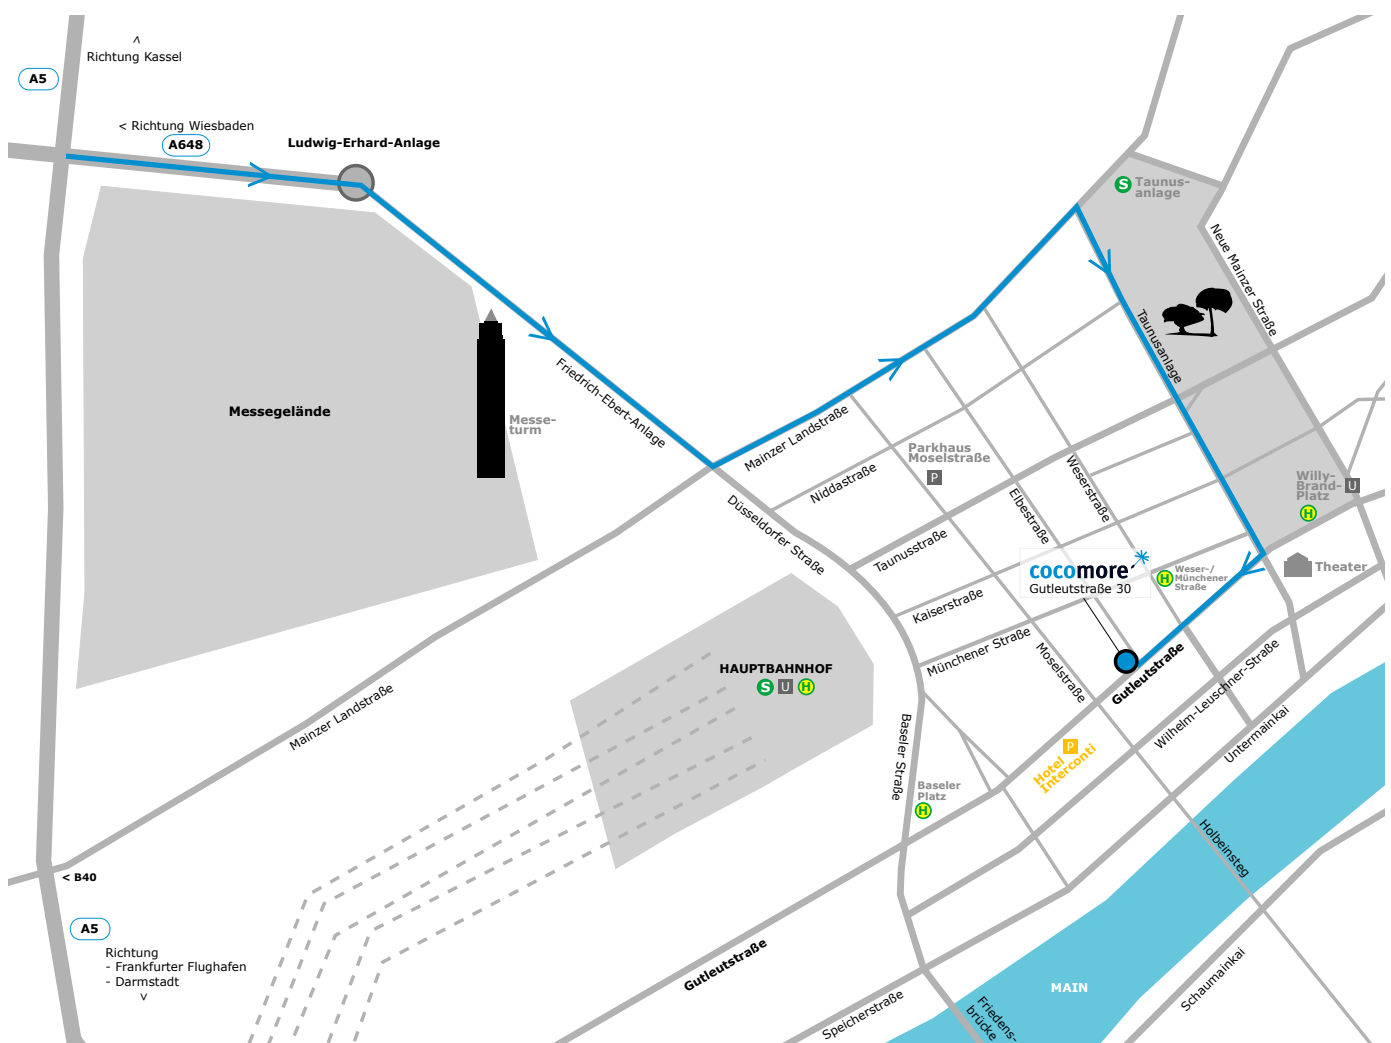 Richtung Kassel
A5
< Richtung Wiesbaden
A648
Ludwig-Erhard-Anlage
S
Taunus-
anlage
Neue Mainzer Straße
Taunusanlage
Messegelände
Messe-
turm
Friedrich-Ebert-Anlage
Mainzer Landstraße
Niddastraße
Parkhaus
Moselstraße
P
Weserstraße
Elbestraße
Willy-
Brand-
Platz
U
H
Düsseldorfer Straße
Taunusstraße
cocomore
Gutleutstraße 30
H
Weser-/
Münchener
Straße
Theater
Kaiserstraße
Münchener Straße
Moselstraße
Gutleutstraße
Wilhelm-Leuschner-Straße
Untermainkai
HAUPTBAHNHOF
S U H
Mainzer Landstraße
Baseler Straße
P
Hotel
Interconti
Baseler
Platz
H
Holbeinsteg
< B40
A5
Richtung
- Frankfurter Flughafen
- Darmstadt
Gutleutstraße
Speicherstraße
Friedens-
brücke
MAIN
Schaumainkai